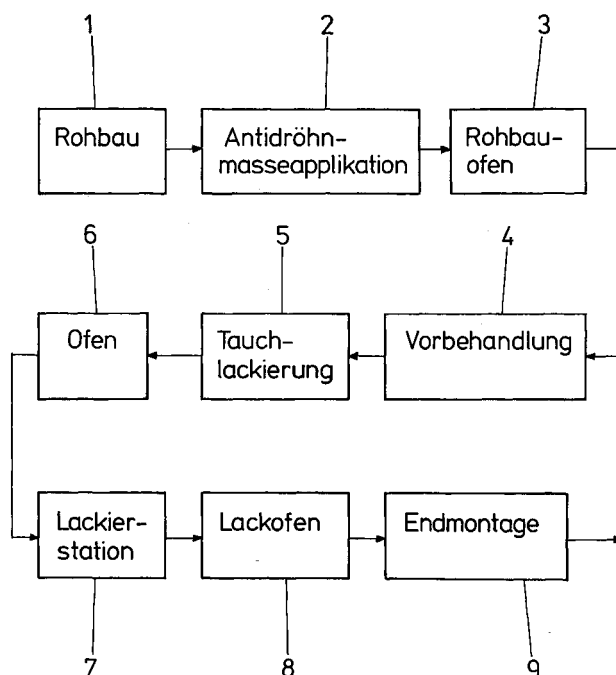 1
2
3
Rohbau
Antidröhn-
masseapplikation
Rohbau-
ofen
6
5
4
Ofen
Tauch-
lackierung
Vorbehandlung
Lackier-
station
Lackofen
Endmontage
7
8
9